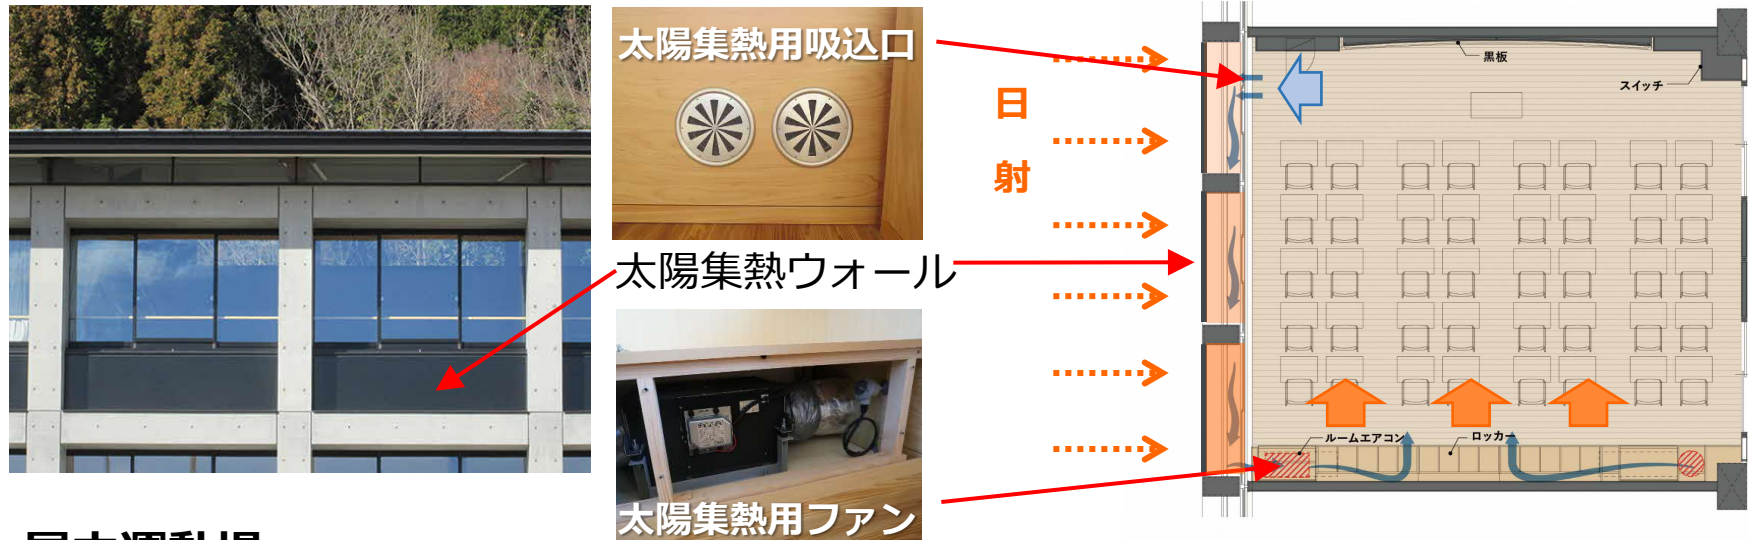 太陽集熱用吸込口
太陽集熱ウォール
太陽集熱用ファン
日
射
黒板
スイッチ
ルームエアコン
ロッカー